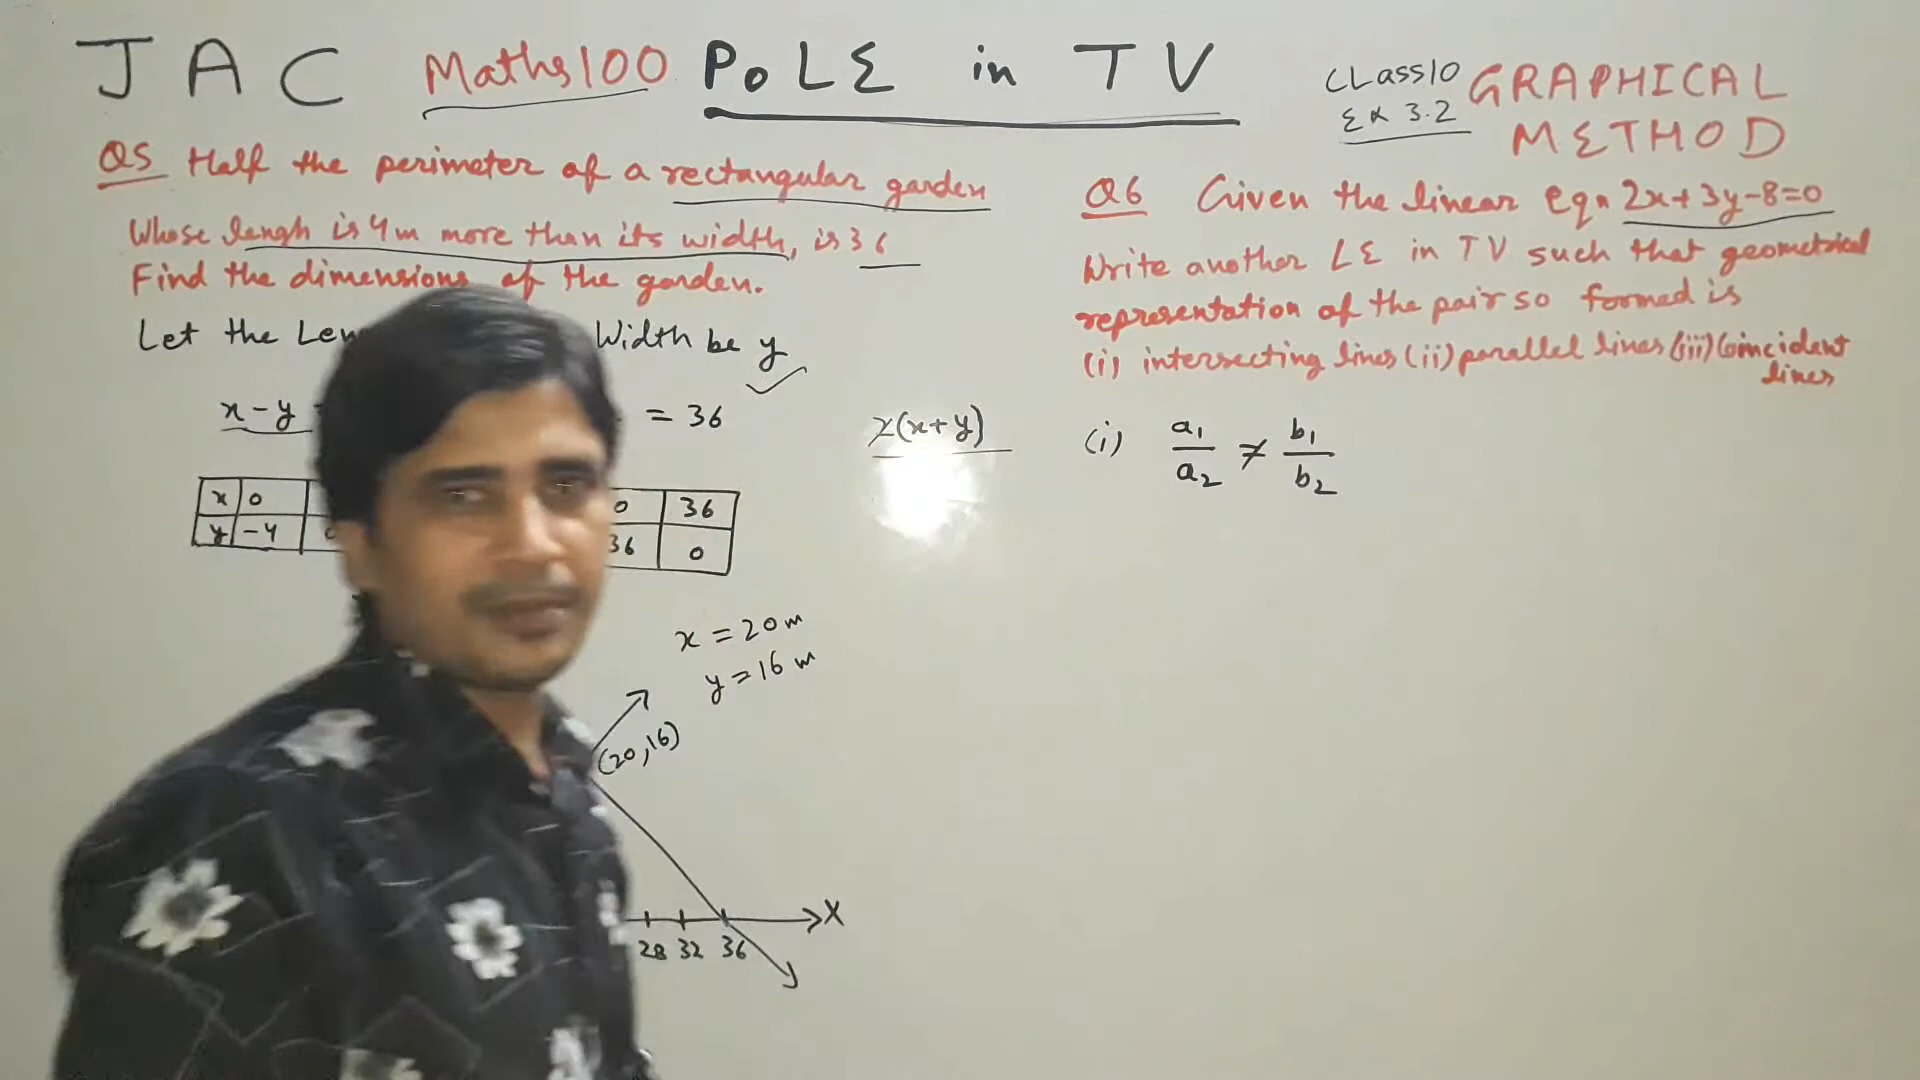 JAC Maths100 PoLE in TV
CLass10 GRAPHICAL
Ex 3.2 METHOD
Q5 Half the perimeter of a rectangular garden
Whose lengh is 4m more than its width, is 36
Find the dimensions of the garden.
Let the Width be y
x-y = 36
2(x+y)
x 0
y -4
0 36
36 0
x = 20m
y = 16 m
(20,16)
X
28 32 36
Q6 Given the linear Eqn 2x+3y-8=0
Write another LE in TV such that geometrical
representation of the pair so formed is
(i) intersecting lines (ii) parallel lines (iii) Coincident
lines
(i) a1/a2 ≠ b1/b2